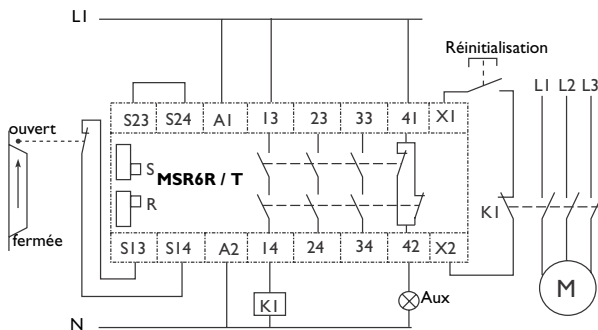 L1
Réinitialisation
S23 S24 A1 13 23 33 41 X1
L1 L2 L3
ouvert
S
MSR6R / T
R
K1
fermée
S13 S14 A2 14 24 34 42 X2
K1
Aux
M
N